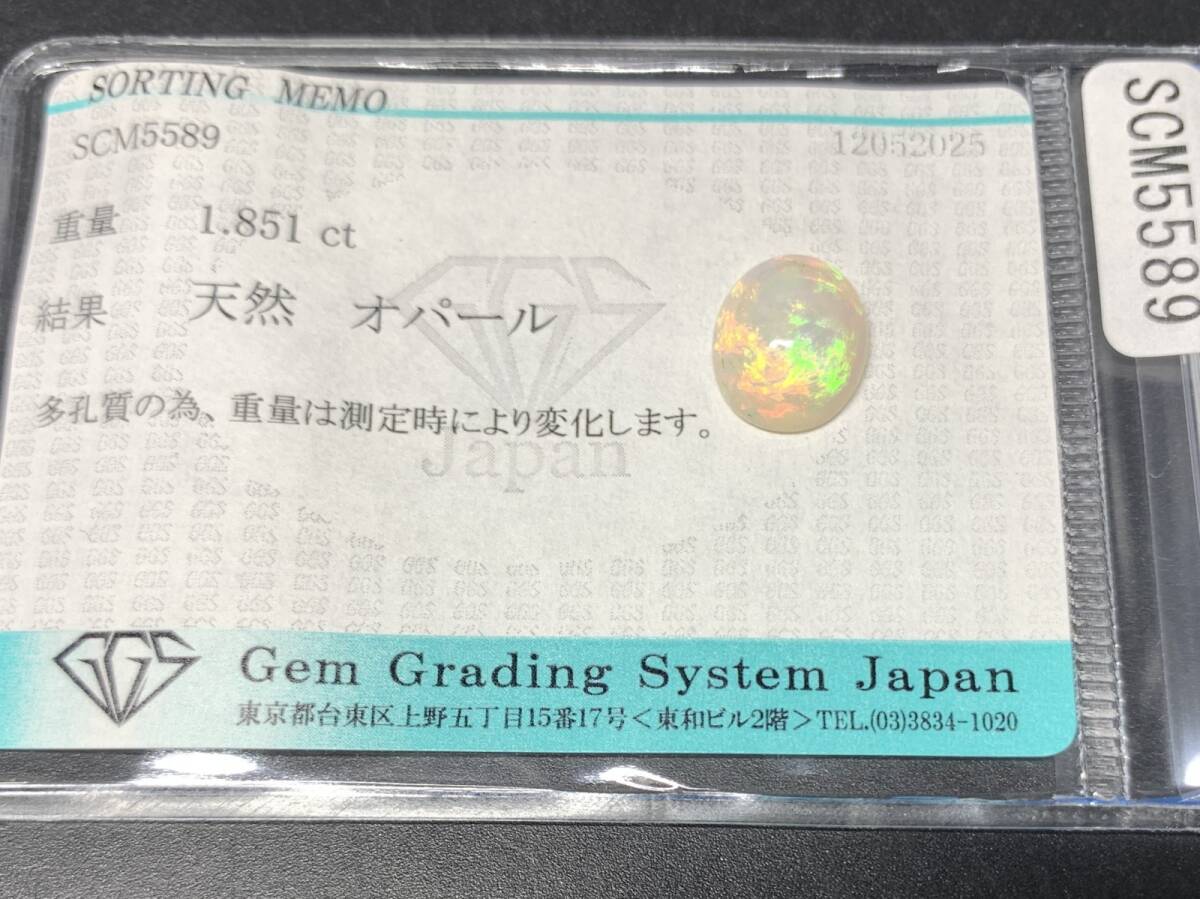 SORTING MEMO
SCM5589 12052025
重量 1.851 ct
結果 天然 オパール
多孔質の為、重量は測定時により変化します。
GGS
Japan
GGS Gem Grading System Japan
東京都台東区上野五丁目15番17号＜東和ビル2階＞TEL.(03)3834-1020
SCM5589